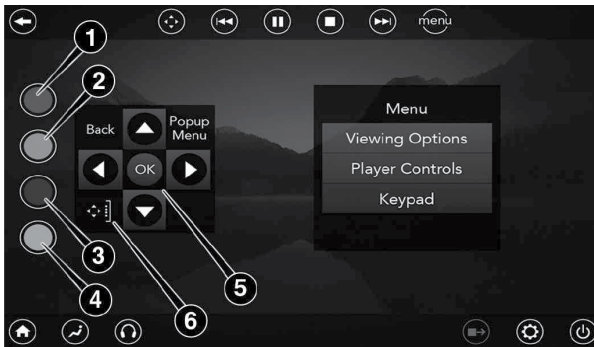 menu
1
2
Back
Popup
Menu
OK
Menu
Viewing Options
Player Controls
Keypad
3
4
5
6